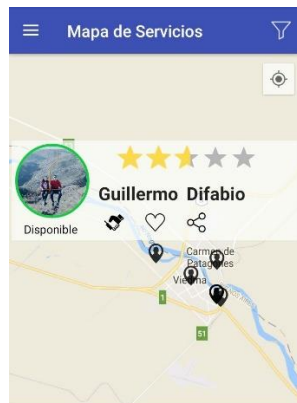 Mapa de Servicios
Guillermo Difabio
Disponible
Carmen de
Patagones
Viedma
1
51